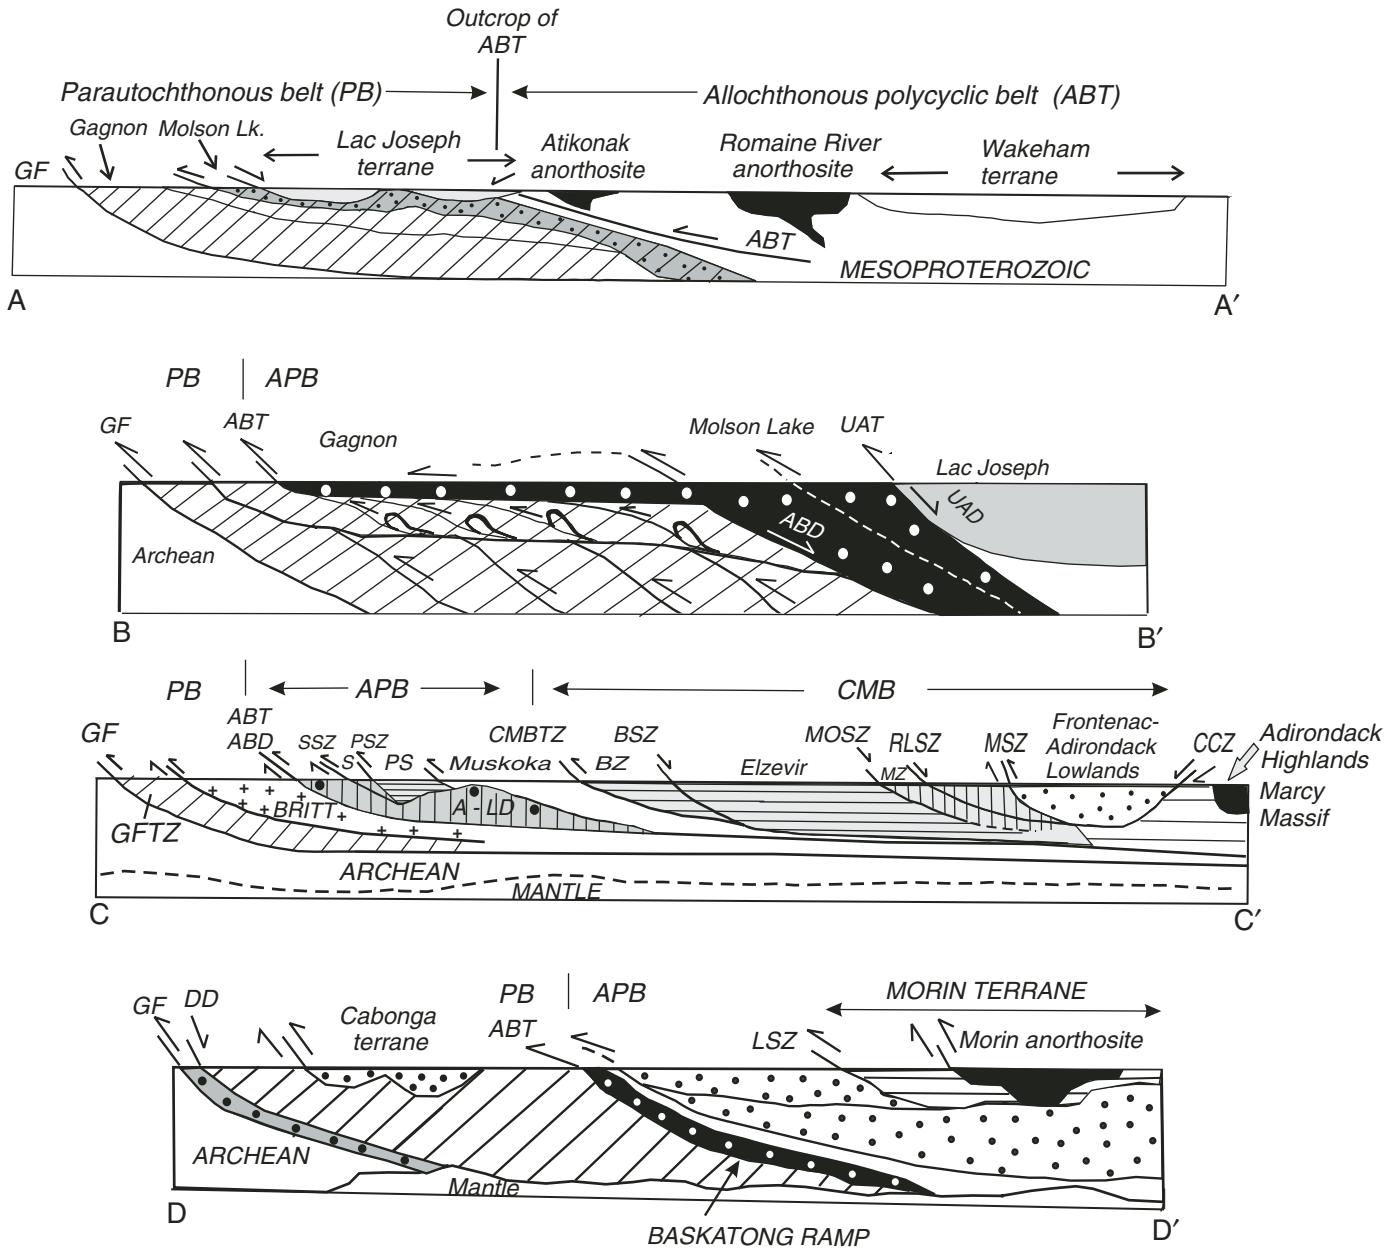 Outcrop of
ABT
Parautochthonous belt (PB)
Allochthonous polycyclic belt (ABT)
Gagnon
Molson Lk.
Lac Joseph
terrane
Atikonak
anorthosite
Romaine River
anorthosite
Wakeham
terrane
GF
ABT
MESOPROTEROZOIC
A
A′
PB
APB
GF
ABT
Gagnon
Molson Lake
UAT
Lac Joseph
UAD
ABD
Archean
B
B′
PB
APB
CMB
GF
ABT
ABD
SSZ
PSZ
S
PS
Muskoka
CMBTZ
BSZ
BZ
Elzevir
MOSZ
MZ
RLSZ
MSZ
Frontenac-
Adirondack
Lowlands
CCZ
Adirondack
Highlands
Marcy
Massif
GFTZ
BRITT
A - LD
ARCHEAN
MANTLE
C
C′
PB
APB
MORIN TERRANE
GF
DD
Cabonga
terrane
ABT
LSZ
Morin anorthosite
ARCHEAN
Mantle
BASKATONG RAMP
D
D′